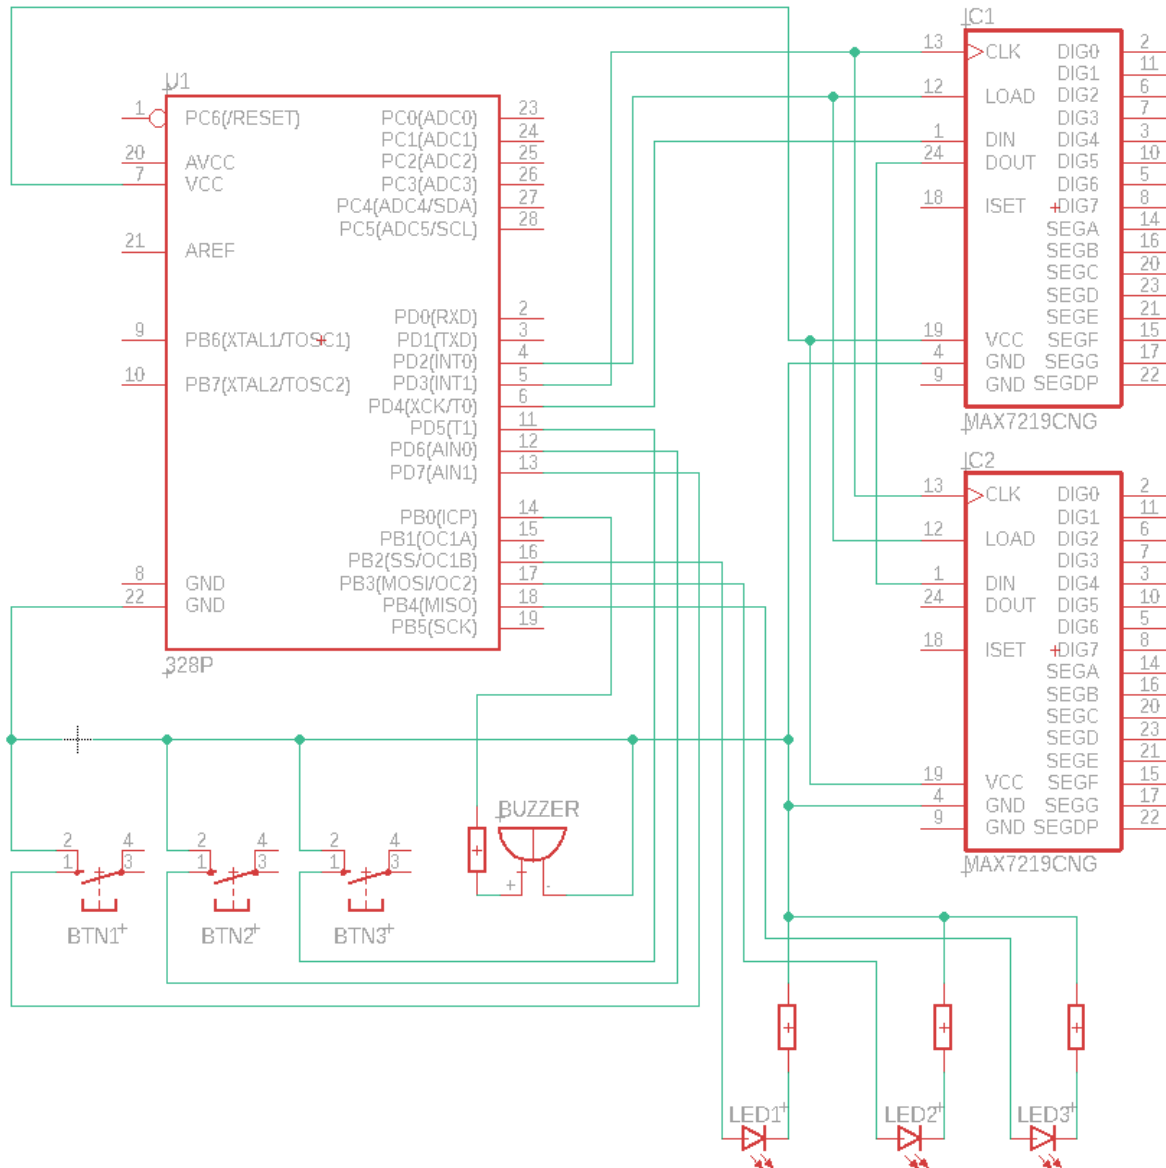 U1
1 PC6(/RESET) PC0(ADC0) 23
PC1(ADC1) 24
20 AVCC PC2(ADC2) 25
7 VCC PC3(ADC3) 26
PC4(ADC4/SDA) 27
PC5(ADC5/SCL) 28
21 AREF
PD0(RXD) 2
9 PB6(XTAL1/TOSC1) PD1(TXD) 3
PD2(INT0) 4
10 PB7(XTAL2/TOSC2) PD3(INT1) 5
PD4(XCK/T0) 6
PD5(T1) 11
PD6(AIN0) 12
PD7(AIN1) 13
PB0(ICP) 14
PB1(OC1A) 15
PB2(SS/OC1B) 16
8 GND PB3(MOSI/OC2) 17
22 GND PB4(MISO) 18
PB5(SCK) 19
328P
IC1
13 CLK DIG0 2
DIG1 11
12 LOAD DIG2 6
DIG3 7
1 DIN DIG4 3
24 DOUT DIG5 10
DIG6 5
18 ISET DIG7 8
SEGA 14
SEGB 16
SEGC 20
SEGD 23
SEGE 21
19 VCC SEGF 15
4 GND SEGG 17
9 GND SEGDP 22
MAX7219CNG
IC2
13 CLK DIG0 2
DIG1 11
12 LOAD DIG2 6
DIG3 7
1 DIN DIG4 3
24 DOUT DIG5 10
DIG6 5
18 ISET DIG7 8
SEGA 14
SEGB 16
SEGC 20
SEGD 23
SEGE 21
19 VCC SEGF 15
4 GND SEGG 17
9 GND SEGDP 22
MAX7219CNG
2 4
1 3
BTN1
2 4
1 3
BTN2
2 4
1 3
BTN3
BUZZER
+ -
LED1 LED2 LED3